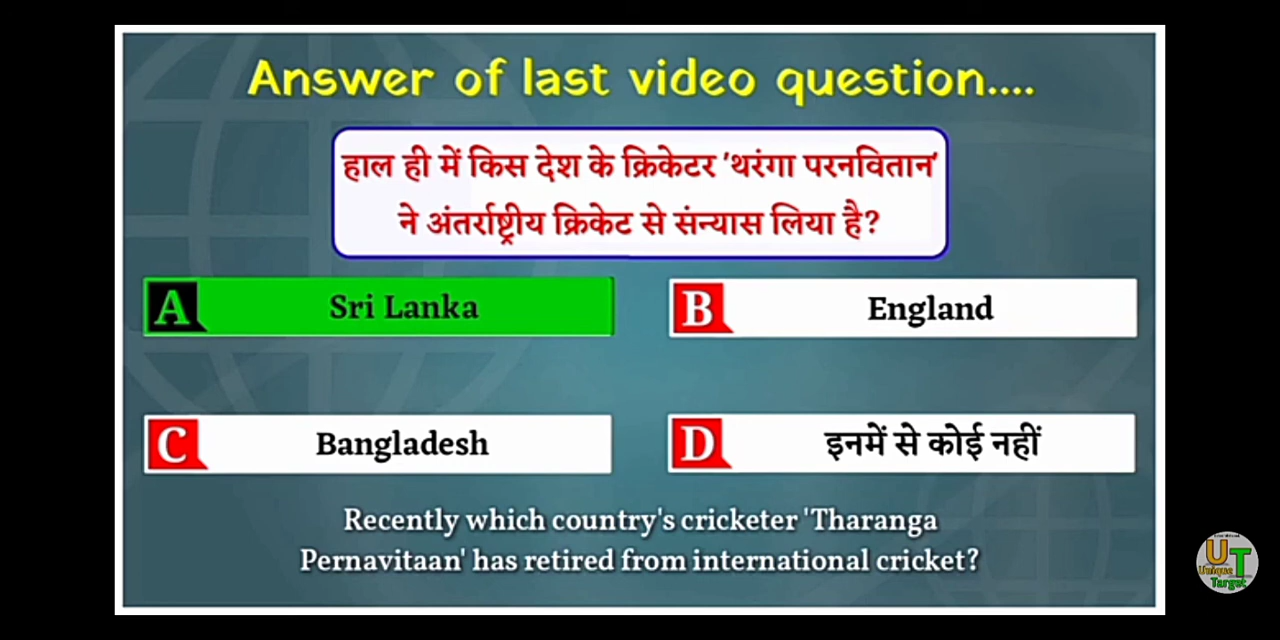 Answer of last video question....
हाल ही में किस देश के क्रिकेटर 'थरंगा परनवितान'
ने अंतर्राष्ट्रीय क्रिकेट से संन्यास लिया है?
A Sri Lanka
B England
C Bangladesh
D इनमें से कोई नहीं
Recently which country's cricketer 'Tharanga
Pernavitaan' has retired from international cricket?
UT
Unique
Target